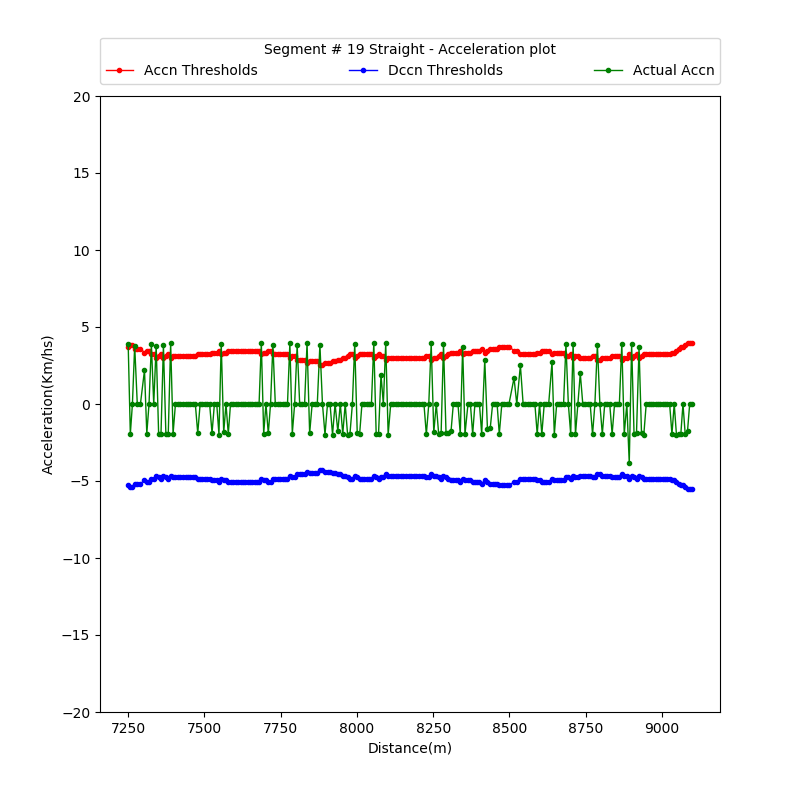 Segment # 19 Straight - Acceleration plot
Accn Thresholds Dccn Thresholds Actual Accn
20
15
10
5
0
−5
−10
−15
−20
Acceleration(Km/hs)
7250 7500 7750 8000 8250 8500 8750 9000
Distance(m)